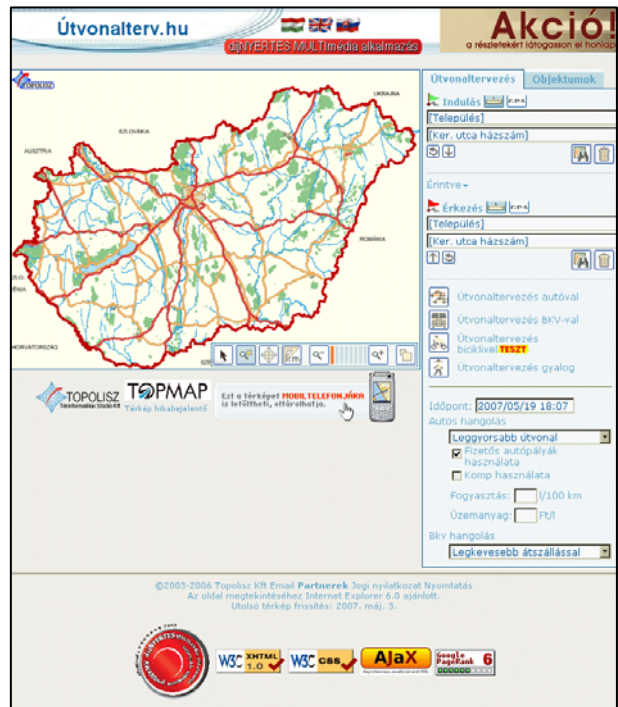 Útvonalterv.hu
díjNYERTES MULTImédia alkalmazás
Akció!
a részletekért látogasson el honlap
TOPOLISZ
UKRAJNA
SZLOVÁKIA
AUSZTRIA
ROMÁNIA
HORVÁTORSZÁG
km
Útvonaltervezés
Objektumok
Indulás G.P.S.
[Település]
[Ker. utca házszám]
Érintve
Érkezés G.P.S.
[Település]
[Ker. utca házszám]
Útvonaltervezés autóval
Útvonaltervezés BKV-val
Útvonaltervezés
biciklivel TESZT
Útvonaltervezés gyalog
Időpont: 2007/05/19 18:07
Autós hangolás
Leggyorsabb útvonal
Fizetős autópályák
használata
Komp használata
Fogyasztás: l/100 km
Üzemanyag: Ft/l
Bkv hangolás
Legkevesebb átszállással
TOPOLISZ
Térinformatikai Stúdió Kft
TOPMAP
Térkép hibabejelentő
Ezt a térképet MOBILTELEFONJÁRA
is letöltheti, eltárolhatja.
©2003-2006 Topolisz Kft Email Partnerek Jogi nyilatkozat Nyomtatás
Az oldal megtekintéséhez Internet Explorer 6.0 ajánlott.
Utolsó térkép frissítés: 2007. máj. 3.
W3C XHTML 1.0
W3C css
AJaX
Google
PageRank 6